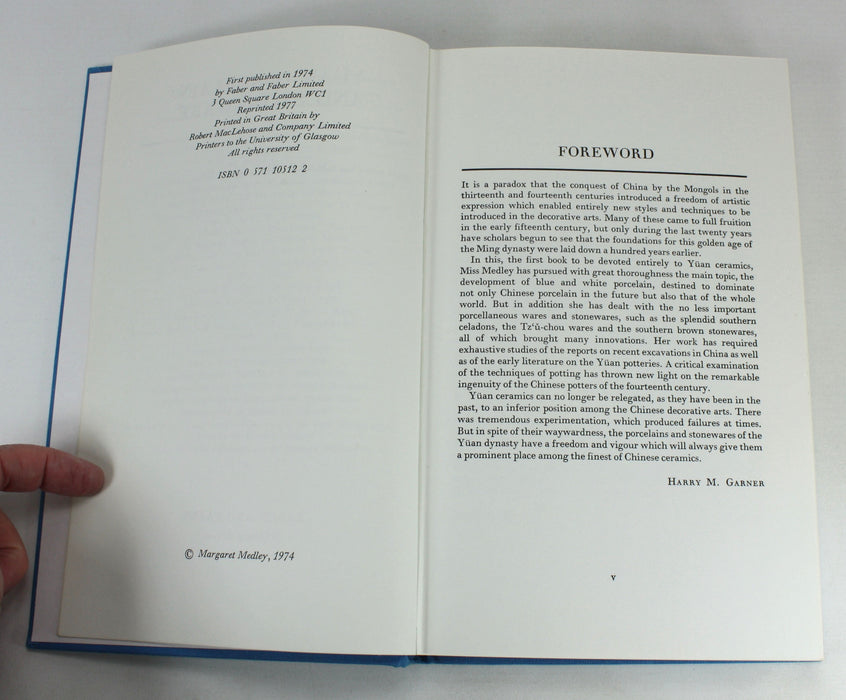 First published in 1974
by Faber and Faber Limited
3 Queen Square London WC1
Reprinted 1977
Printed in Great Britain by
Robert MacLehose and Company Limited
Printers to the University of Glasgow
All rights reserved
ISBN 0 571 10512 2
© Margaret Medley, 1974
FOREWORD
It is a paradox that the conquest of China by the Mongols in the
thirteenth and fourteenth centuries introduced a freedom of artistic
expression which enabled entirely new styles and techniques to be
introduced in the decorative arts. Many of these came to full fruition
in the early fifteenth century, but only during the last twenty years
have scholars begun to see that the foundations for this golden age of
the Ming dynasty were laid down a hundred years earlier.
In this, the first book to be devoted entirely to Yüan ceramics,
Miss Medley has pursued with great thoroughness the main topic, the
development of blue and white porcelain, destined to dominate
not only Chinese porcelain in the future but also that of the whole
world. But in addition she has dealt with the no less important
porcellaneous wares and stonewares, such as the splendid southern
celadons, the Tz‘ŭ-chou wares and the southern brown stonewares,
all of which brought many innovations. Her work has required
exhaustive studies of the reports on recent excavations in China as well
as of the early literature on the Yüan potteries. A critical examination
of the techniques of potting has thrown new light on the remarkable
ingenuity of the Chinese potters of the fourteenth century.
Yüan ceramics can no longer be relegated, as they have been in the
past, to an inferior position among the Chinese decorative arts. There
was tremendous experimentation, which produced failures at times.
But in spite of their waywardness, the porcelains and stonewares of the
Yüan dynasty have a freedom and vigour which will always give them
a prominent place among the finest of Chinese ceramics.
HARRY M. GARNER
v